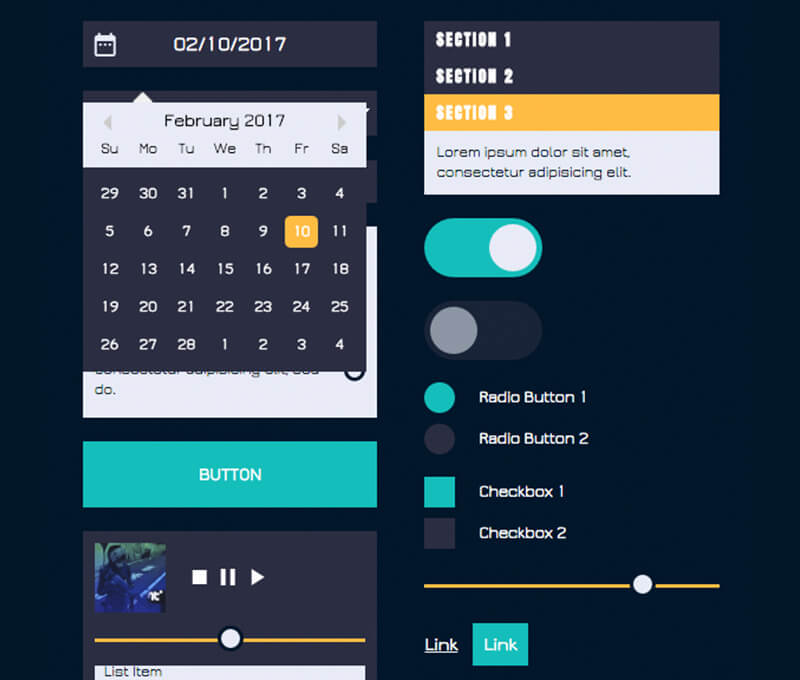 02/10/2017
February 2017
Su Mo Tu We Th Fr Sa
29 30 31 1 2 3 4
5 6 7 8 9 10 11
12 13 14 15 16 17 18
19 20 21 22 23 24 25
26 27 28 1 2 3 4
consectetur adipisicing elit, sed
do.
BUTTON
List Item
SECTION 1
SECTION 2
SECTION 3
Lorem ipsum dolor sit amet,
consectetur adipisicing elit.
Radio Button 1
Radio Button 2
Checkbox 1
Checkbox 2
Link Link